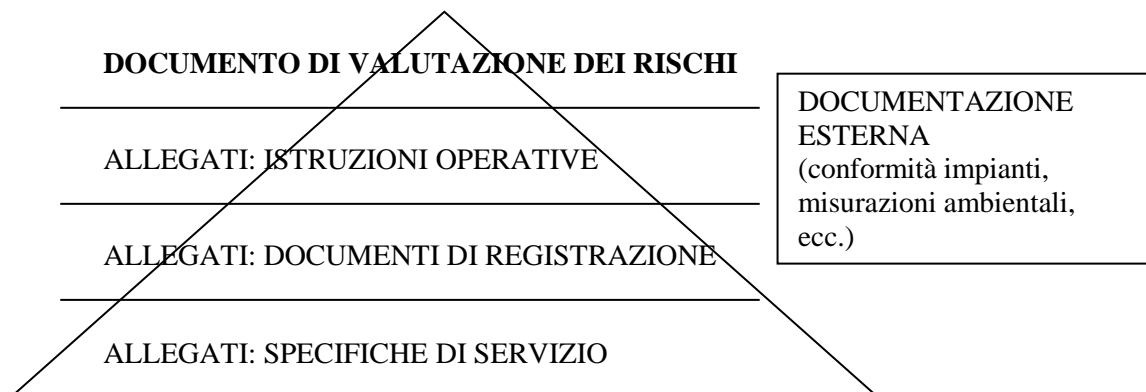 DOCUMENTO DI VALUTAZIONE DEI RISCHI
ALLEGATI: ISTRUZIONI OPERATIVE
ALLEGATI: DOCUMENTI DI REGISTRAZIONE
ALLEGATI: SPECIFICHE DI SERVIZIO
DOCUMENTAZIONE
ESTERNA
(conformità impianti,
misurazioni ambientali,
ecc.)